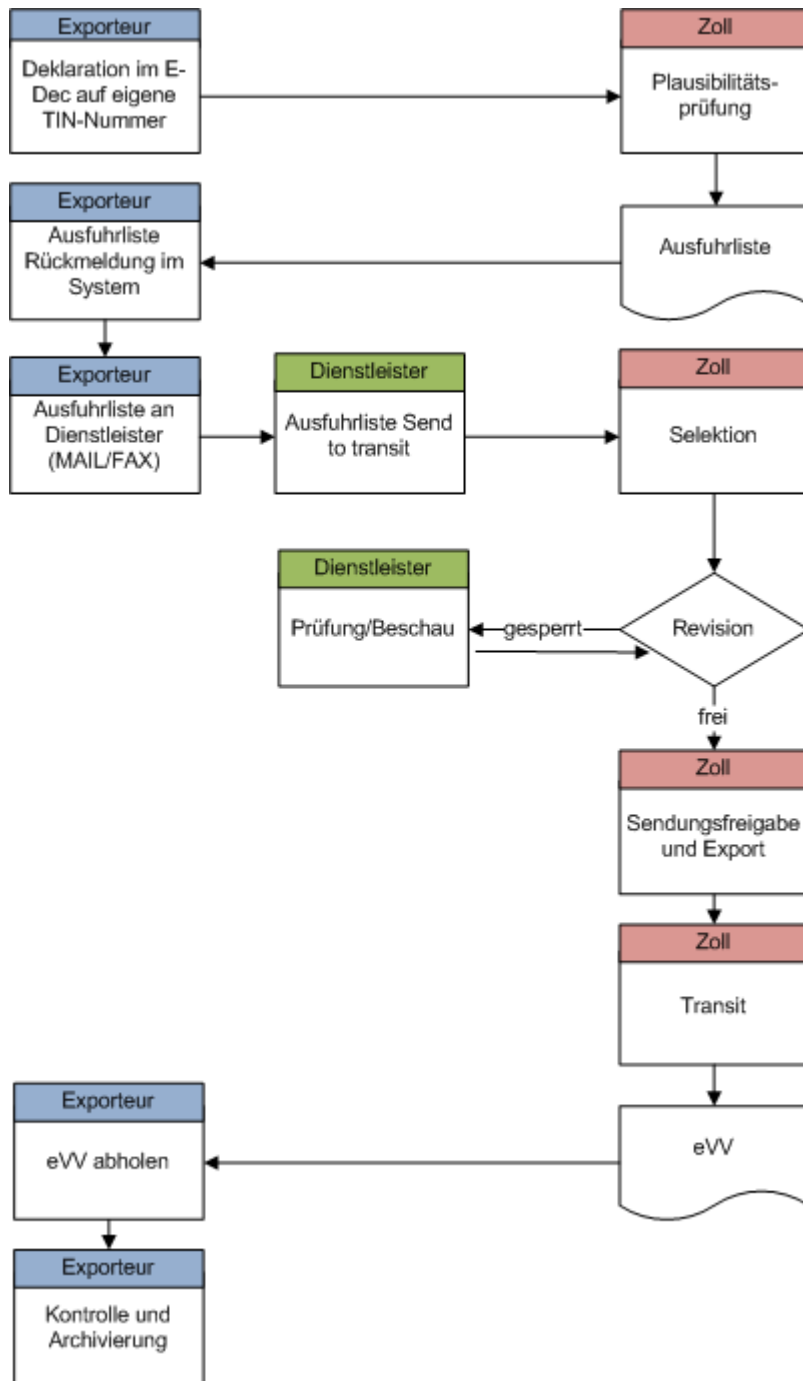 Exporteur
Deklaration im E-
Dec auf eigene
TIN-Nummer
Zoll
Plausibilitäts-
prüfung
Exporteur
Ausfuhrliste
Rückmeldung im
System
Ausfuhrliste
Exporteur
Ausfuhrliste an
Dienstleister
(MAIL/FAX)
Dienstleister
Ausfuhrliste Send
to transit
Zoll
Selektion
Dienstleister
Prüfung/Beschau
gesperrt
Revision
frei
Zoll
Sendungsfreigabe
und Export
Zoll
Transit
Exporteur
eVV abholen
eVV
Exporteur
Kontrolle und
Archivierung